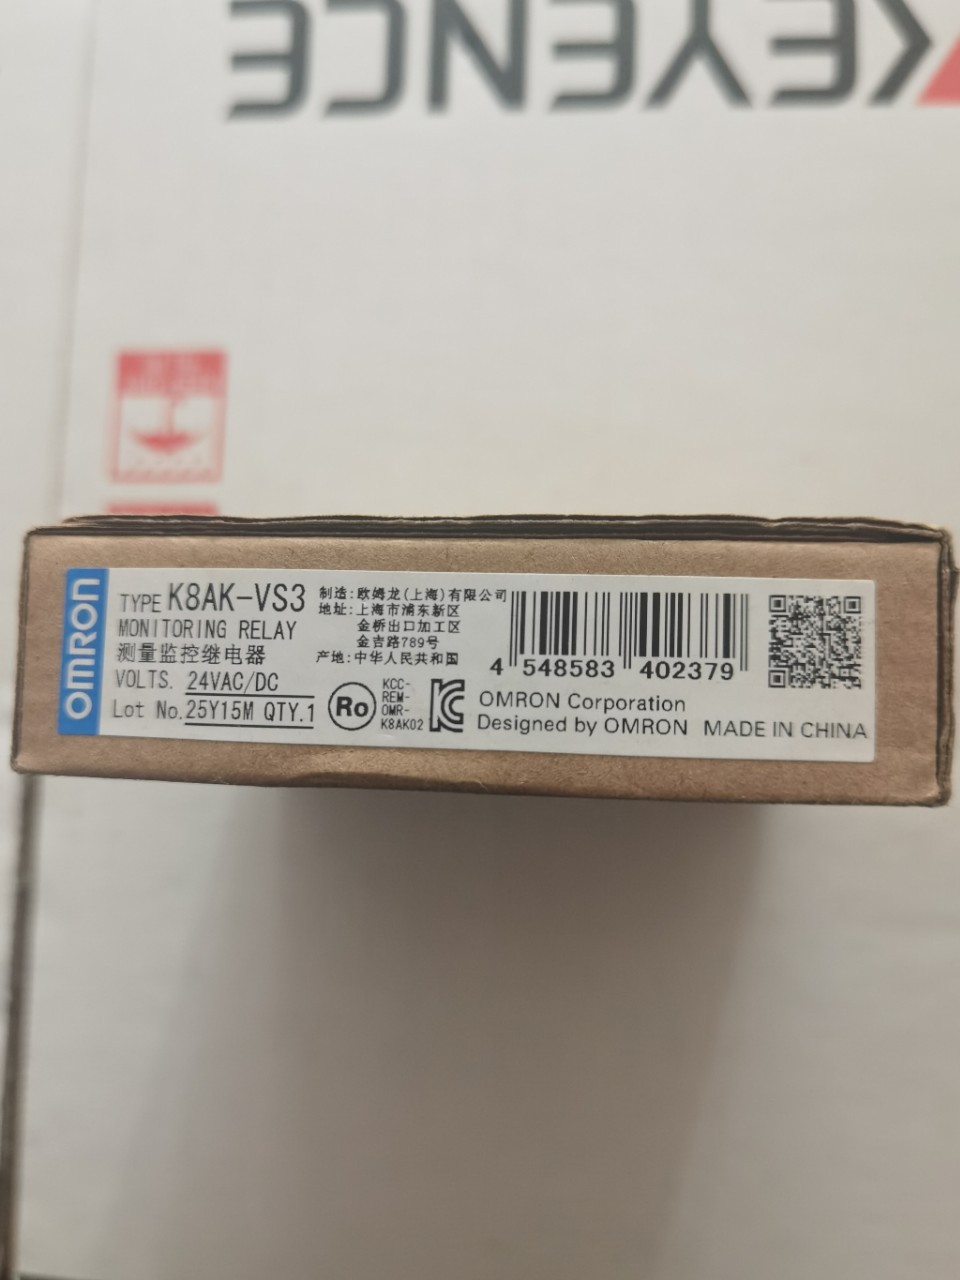 KEYENCE
OMRON
TYPE K8AK-VS3
MONITORING RELAY
测量监控继电器
VOLTS. 24VAC/DC
Lot No.25Y15M QTY.1
制造:欧姆龙(上海)有限公司
地址:上海市浦东新区
金桥出口加工区
金吉路789号
产地:中华人民共和国
Ro
KCC-
REM-
OMR-
K8AK02
4 548583 402379
OMRON Corporation
Designed by OMRON MADE IN CHINA